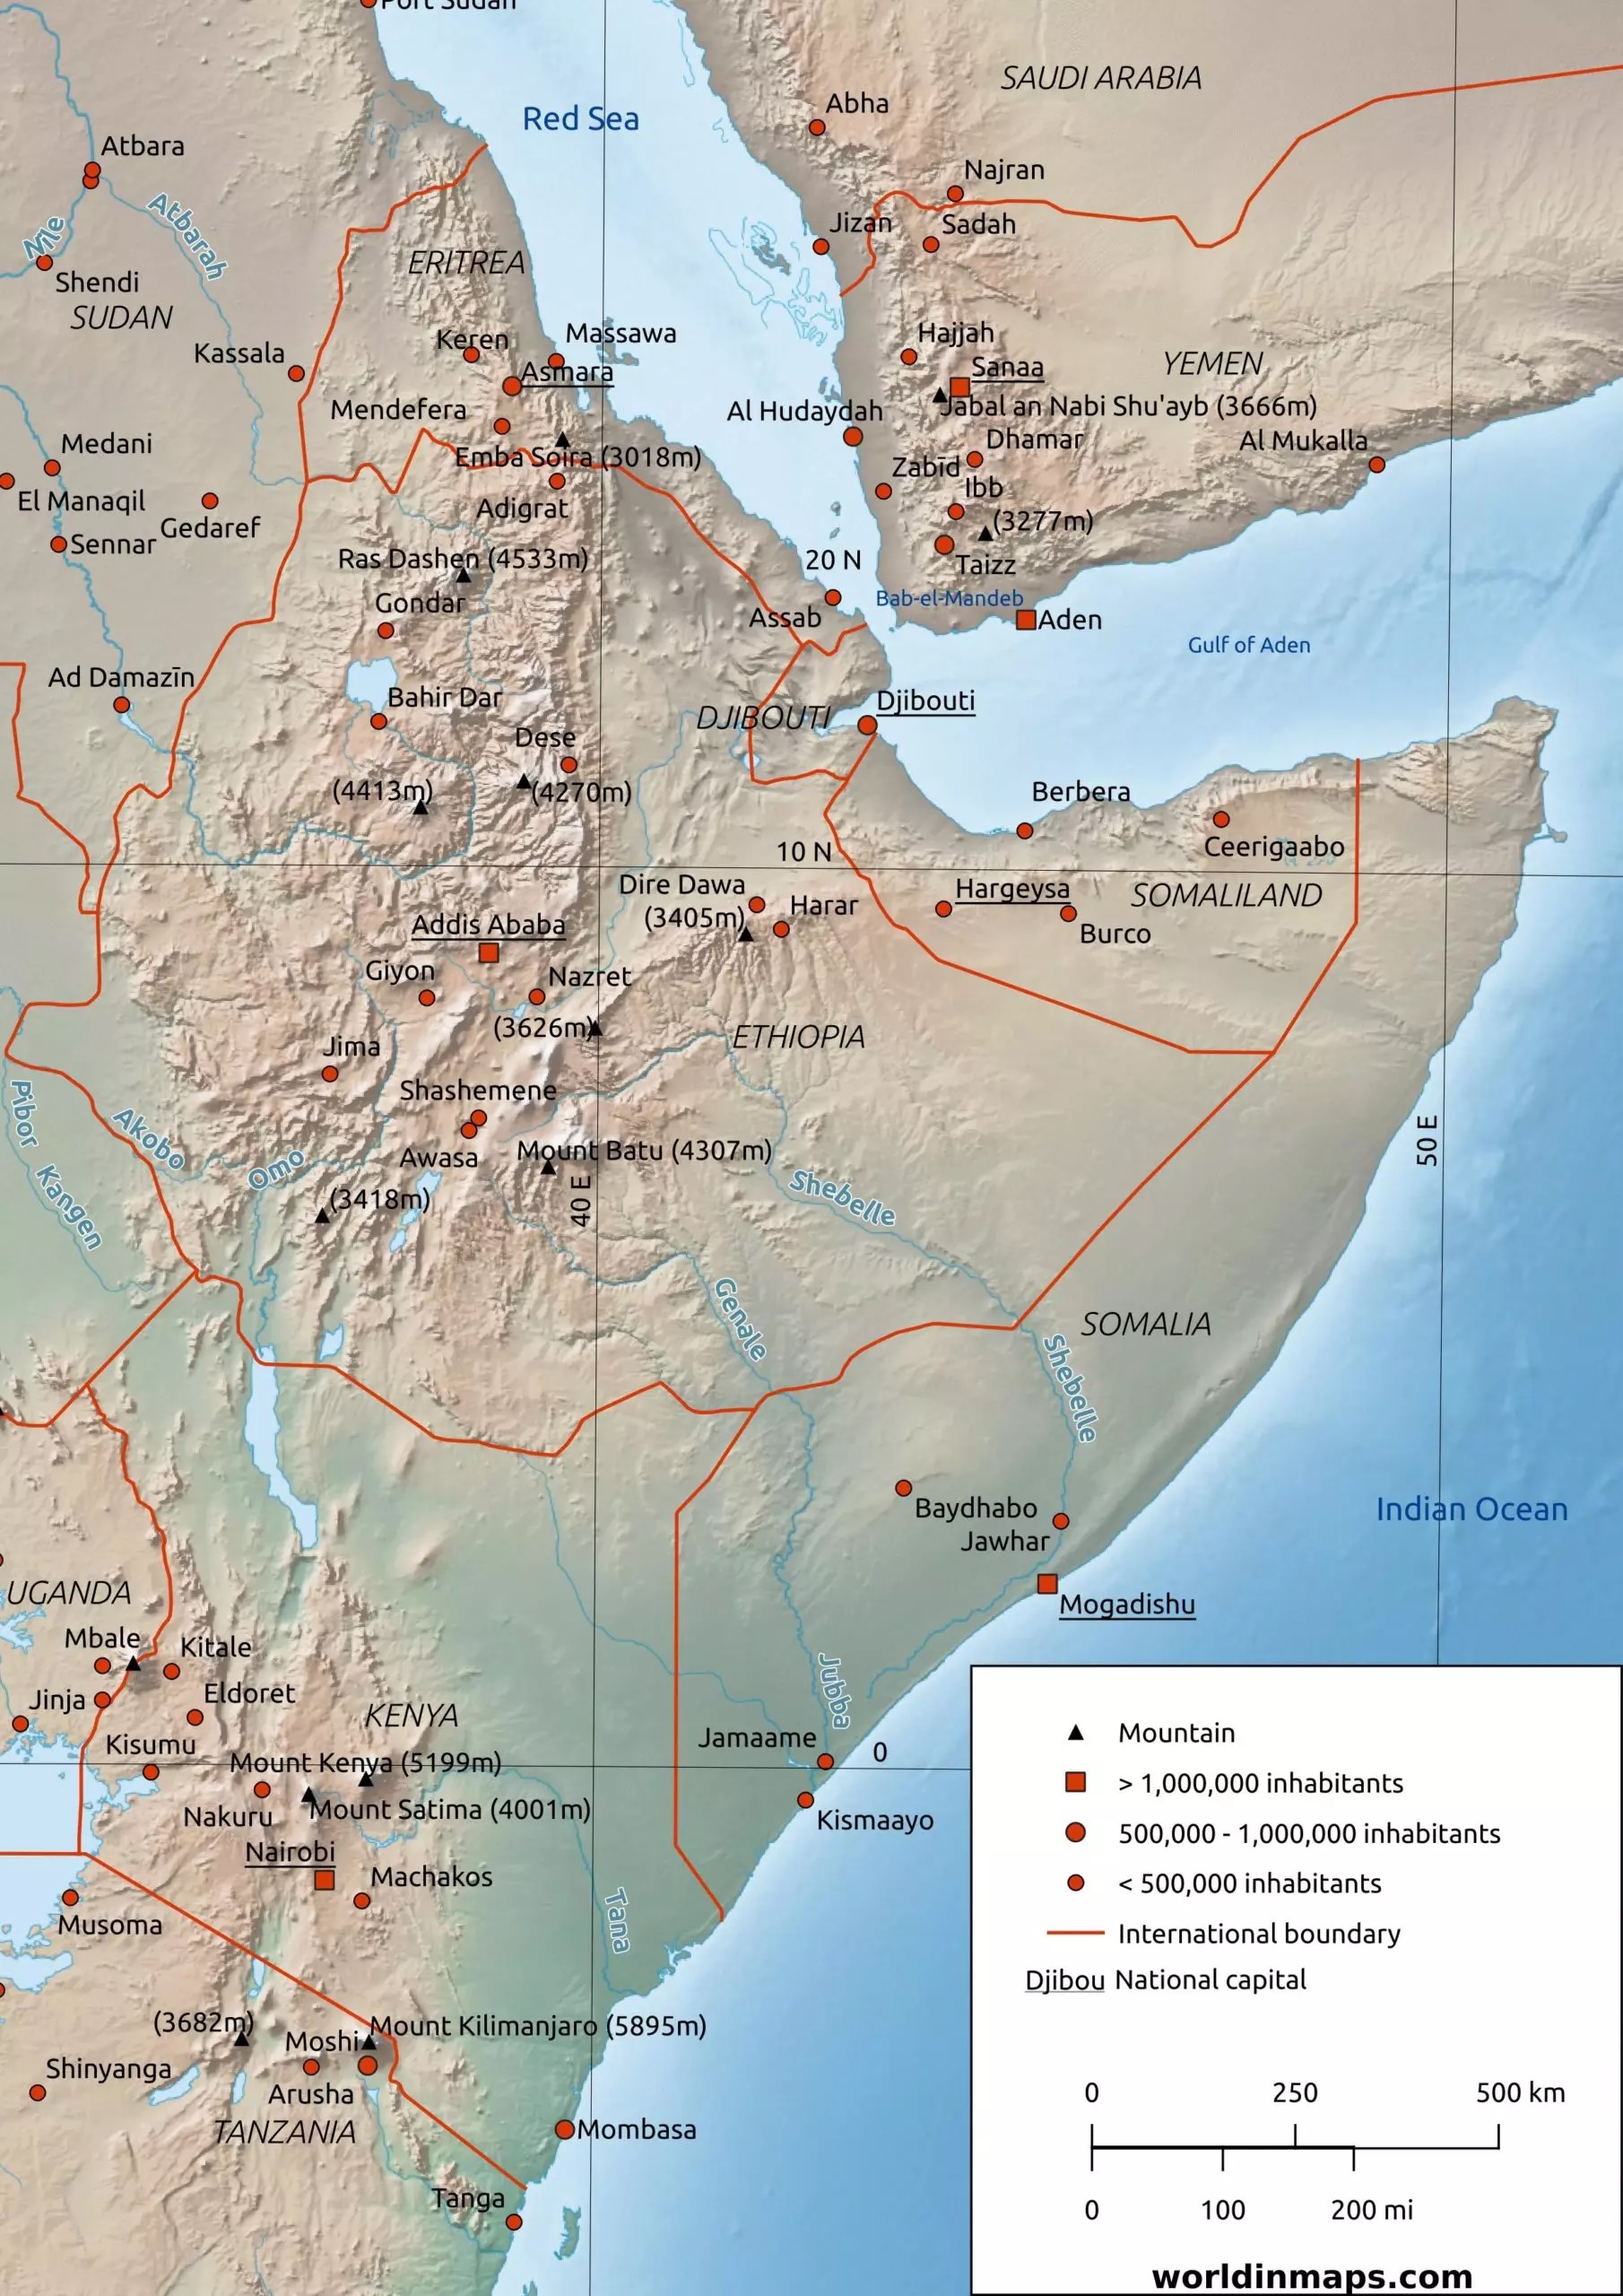 Port Sudan
SAUDI ARABIA
Abha
Red Sea
Atbara
Najran
Nile
Atbarah
Jizan
Sadah
ERITREA
Shendi
SUDAN
Keren
Massawa
Hajjah
Kassala
Asmara
Sanaa
YEMEN
Mendefera
Al Hudaydah
Jabal an Nabi Shu'ayb (3666m)
Medani
Dhamar
Al Mukalla
Emba Soira (3018m)
Zabīd
El Manaqil
Adigrat
Ibb
Gedaref
(3277m)
Sennar
Ras Dashen (4533m)
20 N
Taizz
Gondar
Bab-el-Mandeb
Assab
Aden
Gulf of Aden
Ad Damazīn
Bahir Dar
DJIBOUTI
Djibouti
Dese
(4413m)
(4270m)
Berbera
10 N
Ceerigaabo
Dire Dawa
Hargeysa
SOMALILAND
(3405m)
Harar
Addis Ababa
Burco
Giyon
Nazret
(3626m)
ETHIOPIA
Jima
Shashemene
Pibor
Akobo
50 E
Mount Batu (4307m)
Awasa
Omo
40 E
Kangen
(3418m)
Shebelle
Genale
SOMALIA
Shebelle
Baydhabo
Indian Ocean
Jawhar
UGANDA
Mogadishu
Mbale
Kitale
Jinja
Eldoret
Jubba
KENYA
Kisumu
Jamaame
0
Mount Kenya (5199m)
Nakuru
Mount Satima (4001m)
Kismaayo
Nairobi
Machakos
Musoma
Tana
(3682m)
Moshi
Mount Kilimanjaro (5895m)
Shinyanga
Arusha
TANZANIA
Mombasa
Tanga
Mountain
> 1,000,000 inhabitants
500,000 - 1,000,000 inhabitants
< 500,000 inhabitants
International boundary
Djibou National capital
0 250 500 km
0 100 200 mi
worldinmaps.com